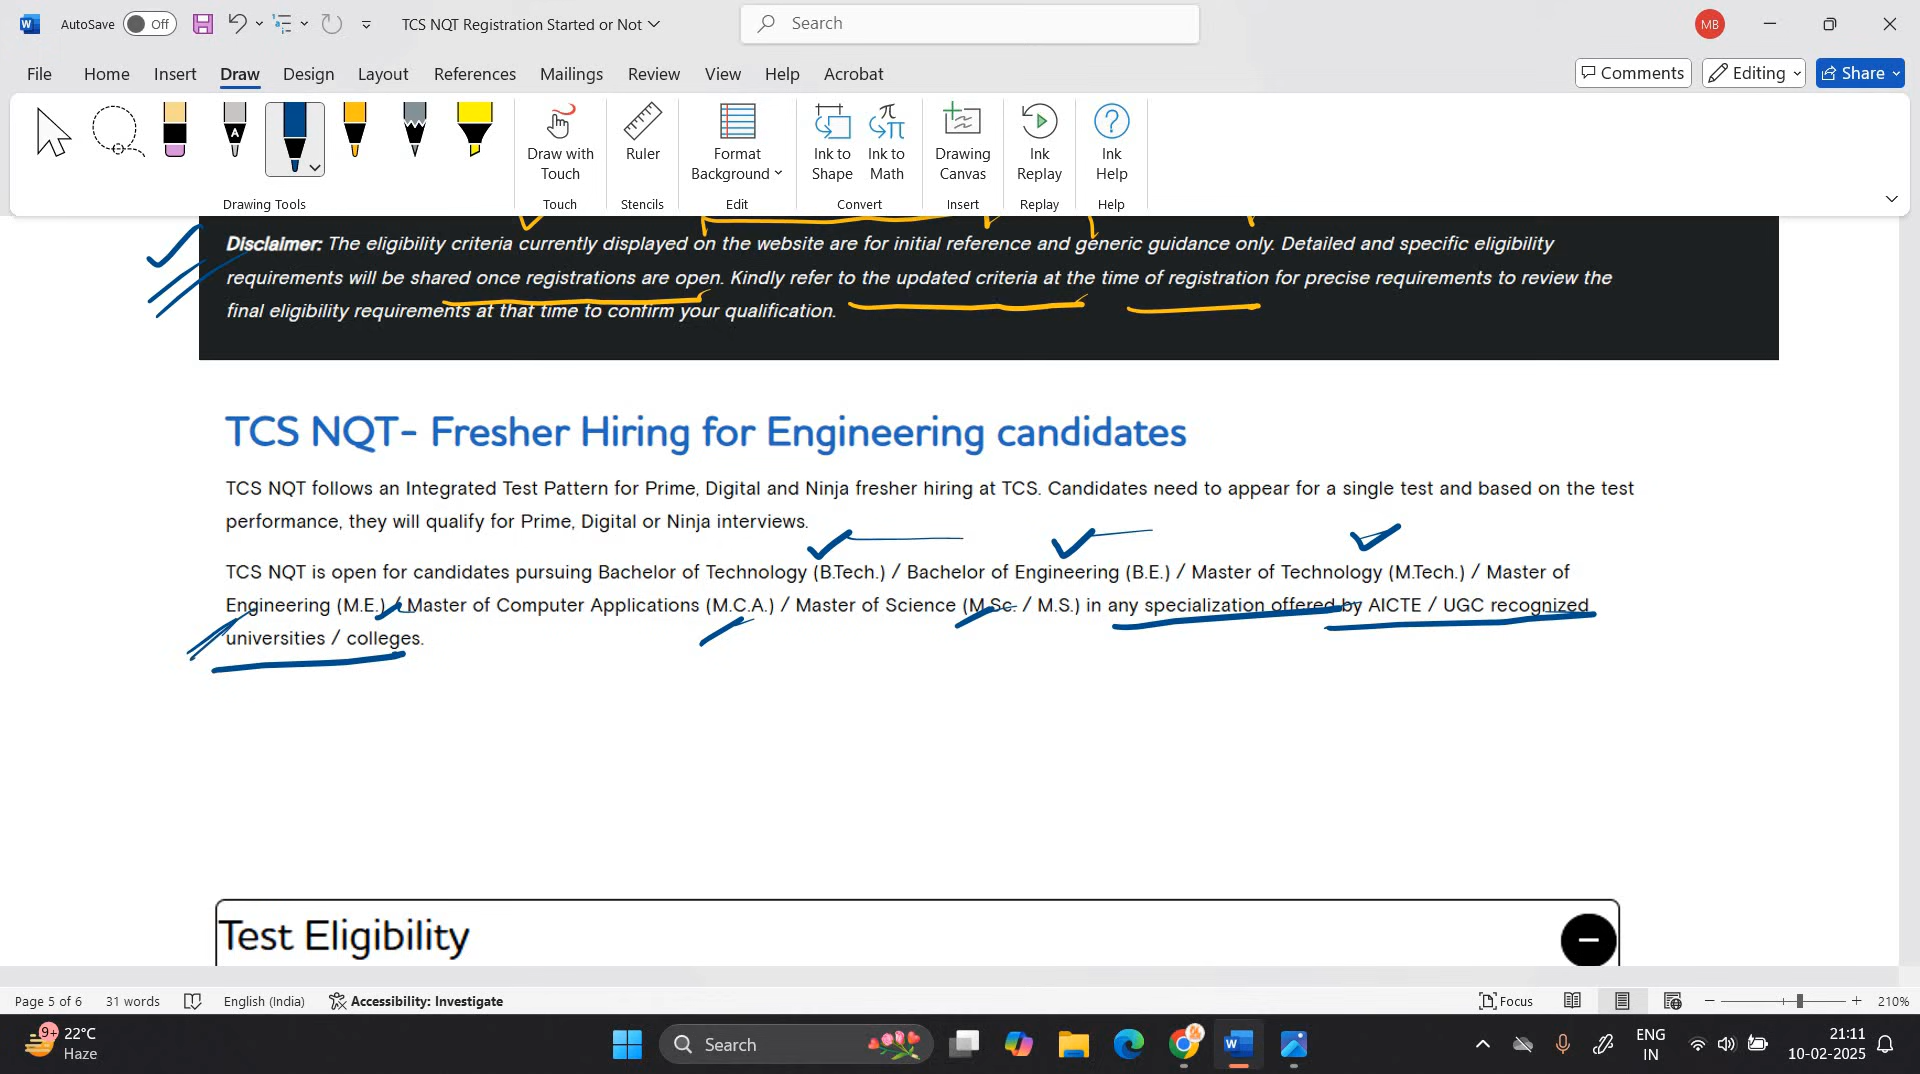 AutoSave
Off
TCS NQT Registration Started or Not
Search
MB
File
Home
Insert
Draw
Design
Layout
References
Mailings
Review
View
Help
Acrobat
Comments
Editing
Share
A
Draw with
Touch
Ruler
Format
Background
Ink to
Shape
Ink to
Math
Drawing
Canvas
Ink
Replay
Ink
Help
Drawing Tools
Touch
Stencils
Edit
Convert
Insert
Replay
Help
Disclaimer: The eligibility criteria currently displayed on the website are for initial reference and generic guidance only. Detailed and specific eligibility
requirements will be shared once registrations are open. Kindly refer to the updated criteria at the time of registration for precise requirements to review the
final eligibility requirements at that time to confirm your qualification.
TCS NQT- Fresher Hiring for Engineering candidates
TCS NQT follows an Integrated Test Pattern for Prime, Digital and Ninja fresher hiring at TCS. Candidates need to appear for a single test and based on the test
performance, they will qualify for Prime, Digital or Ninja interviews.
TCS NQT is open for candidates pursuing Bachelor of Technology (B.Tech.) / Bachelor of Engineering (B.E.) / Master of Technology (M.Tech.) / Master of
Engineering (M.E.) / Master of Computer Applications (M.C.A.) / Master of Science (M.Sc. / M.S.) in any specialization offered by AICTE / UGC recognized
universities / colleges.
Test Eligibility
Page 5 of 6
31 words
English (India)
Accessibility: Investigate
Focus
210%
9+
22°C
Haze
Search
ENG
IN
21:11
10-02-2025